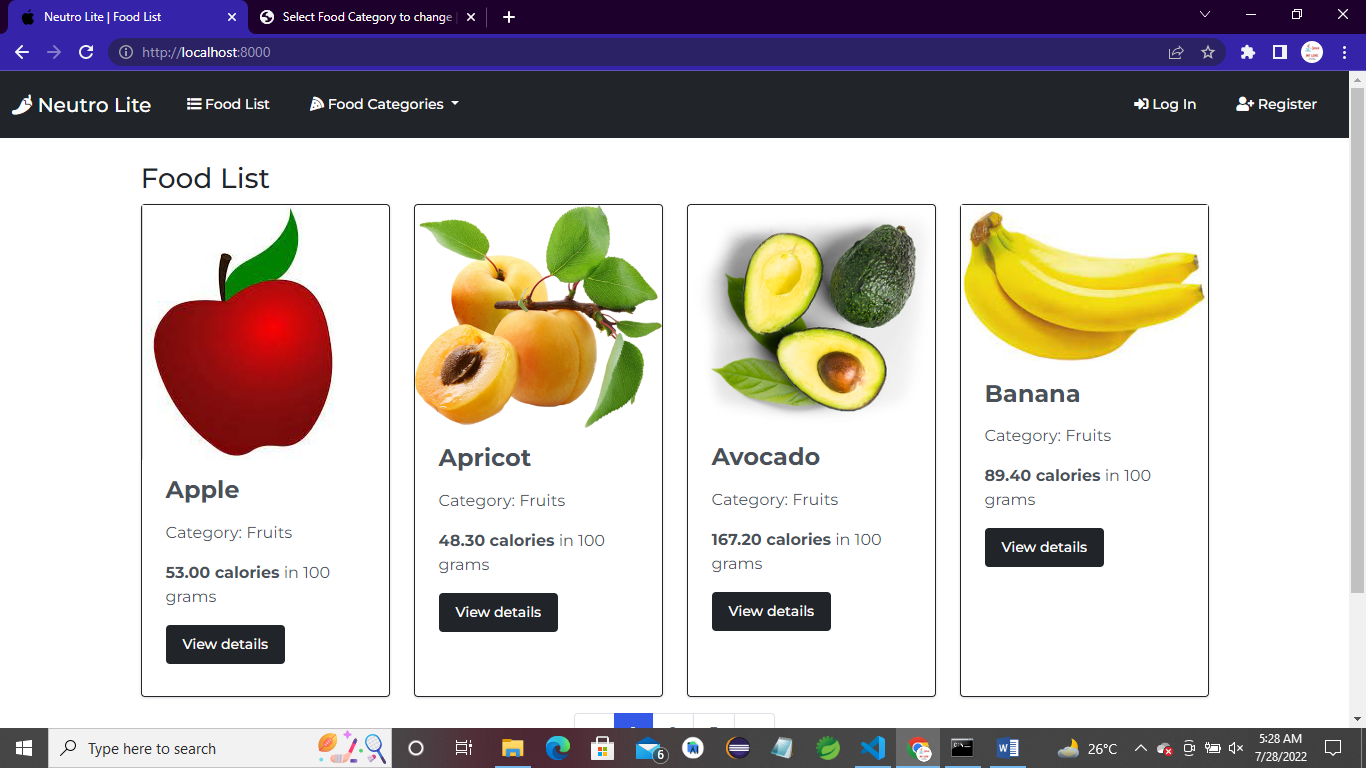 Neutro Lite | Food List
Select Food Category to change
http://localhost:8000
Neutro Lite
Food List
Food Categories
Log In
Register
Food List
Apple
Category: Fruits
53.00 calories in 100
grams
View details
Apricot
Category: Fruits
48.30 calories in 100
grams
View details
Avocado
Category: Fruits
167.20 calories in 100
grams
View details
Banana
Category: Fruits
89.40 calories in 100
grams
View details
Type here to search
6
26°C
5:28 AM
7/28/2022